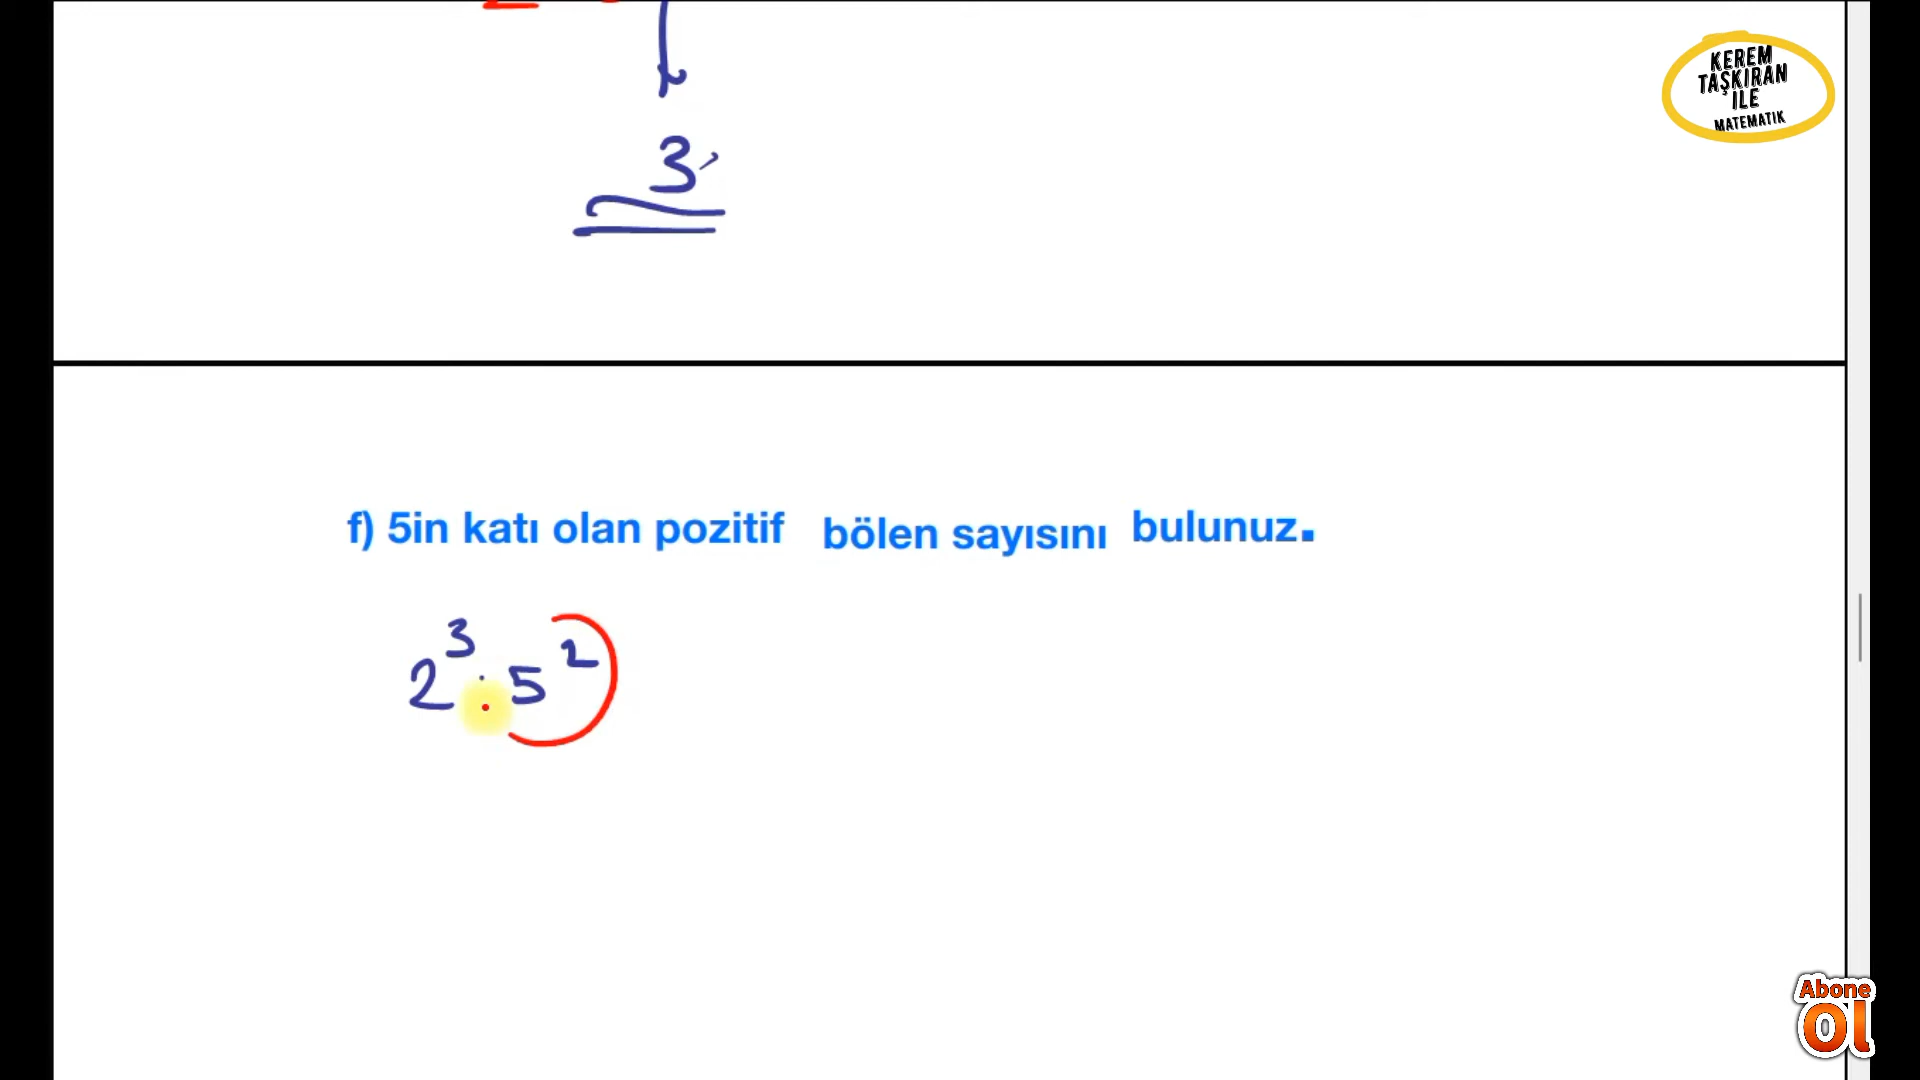 KEREM
TAŞKIRAN
İLE
MATEMATİK
3
f) 5in katı olan pozitif bölen sayısını bulunuz.
2³ · 5²
Abone
Ol